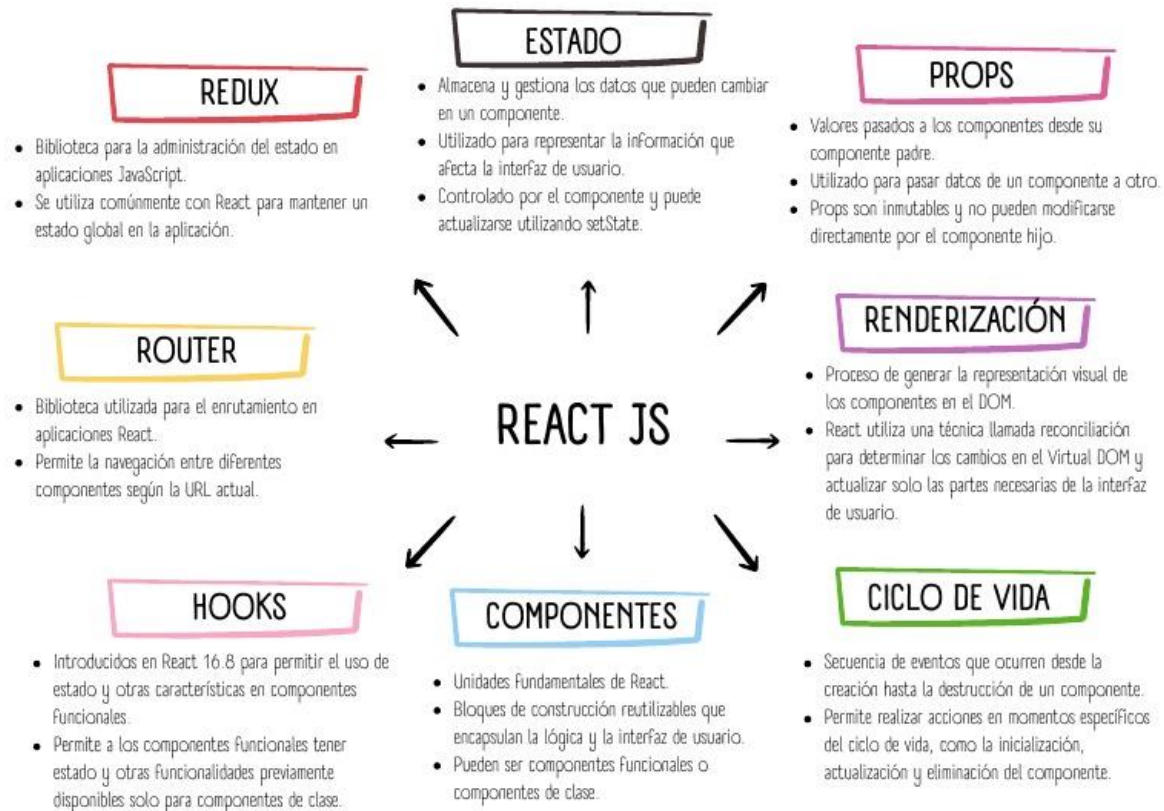 ESTADO
• Almacena y gestiona los datos que pueden cambiar
en un componente.
• Utilizado para representar la información que
afecta la interfaz de usuario.
• Controlado por el componente y puede
actualizarse utilizando setState.
REDUX
• Biblioteca para la administración del estado en
aplicaciones JavaScript.
• Se utiliza comúnmente con React para mantener un
estado global en la aplicación.
PROPS
• Valores pasados a los componentes desde su
componente padre.
• Utilizado para pasar datos de un componente a otro.
• Props son inmutables y no pueden modificarse
directamente por el componente hijo.
ROUTER
• Biblioteca utilizada para el enrutamiento en
aplicaciones React.
• Permite la navegación entre diferentes
componentes según la URL actual.
REACT JS
RENDERIZACIÓN
• Proceso de generar la representación visual de
los componentes en el DOM.
• React utiliza una técnica llamada reconciliación
para determinar los cambios en el Virtual DOM y
actualizar solo las partes necesarias de la interfaz
de usuario.
HOOKS
• Introducidos en React 16.8 para permitir el uso de
estado y otras características en componentes
funcionales.
• Permite a los componentes funcionales tener
estado y otras funcionalidades previamente
disponibles solo para componentes de clase.
COMPONENTES
• Unidades fundamentales de React.
• Bloques de construcción reutilizables que
encapsulan la lógica y la interfaz de usuario.
• Pueden ser componentes funcionales o
componentes de clase.
CICLO DE VIDA
• Secuencia de eventos que ocurren desde la
creación hasta la destrucción de un componente.
• Permite realizar acciones en momentos específicos
del ciclo de vida, como la inicialización,
actualización y eliminación del componente.